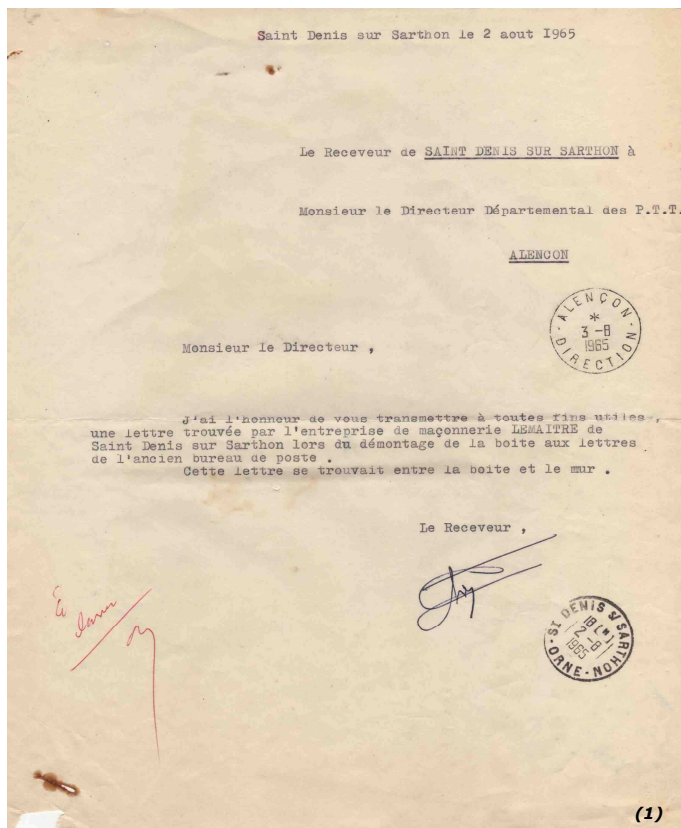 Saint Denis sur Sarthon le 2 aout I965
Le Receveur de SAINT DENIS SUR SARTHON à
Monsieur le Directeur Départemental des P.T.T.
ALENCON
ALENÇON
*
3 -8
1965
DIRECTION
Monsieur le Directeur ,
J'ai l'honneur de vous transmettre à toutes fins utiles ,
une lettre trouvée par l'entreprise de maçonnerie LEMAITRE de
Saint Denis sur Sarthon lors du démontage de la boite aux lettres
de l'ancien bureau de poste .
Cette lettre se trouvait entre la boite et le mur .
Le Receveur ,
ST DENIS S/ SARTHON
18 (H)
2 -8
1965
ORNE
(1)